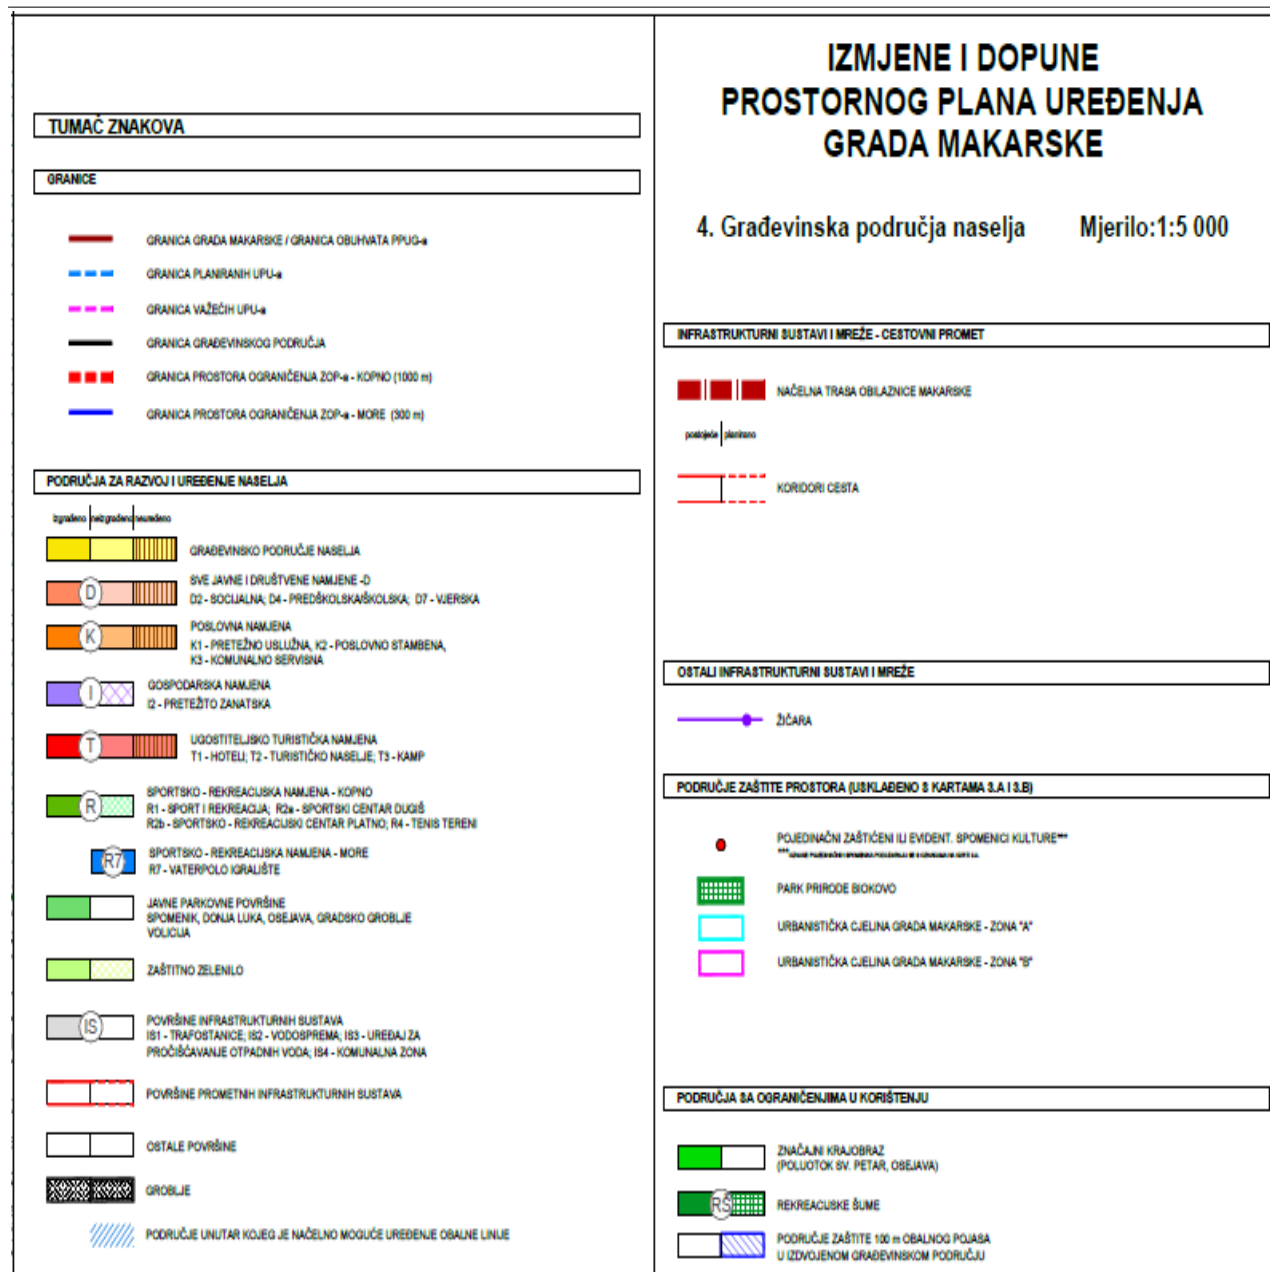 TUMAČ ZNAKOVA
GRANICE
GRANICA GRADA MAKARSKE / GRANICA OBUHVATA PPUG-a
GRANICA PLANIRANIH UPU-a
GRANICA VAŽEĆIH UPU-a
GRANICA GRAĐEVINSKOG PODRUČJA
GRANICA PROSTORA OGRANIČENJA ZOP-a - KOPNO (1000 m)
GRANICA PROSTORA OGRANIČENJA ZOP-a - MORE (300 m)
PODRUČJA ZA RAZVOJ I UREĐENJE NASELJA
izgrađeno neizgrađeno neuređeno
GRAĐEVINSKO PODRUČJE NASELJA
D
SVE JAVNE I DRUŠTVENE NAMJENE -D
D2 - SOCIJALNA; D4 - PREDŠKOLSKA/ŠKOLSKA; D7 - VJERSKA
K
POSLOVNA NAMJENA
K1 - PRETEŽNO USLUŽNA, K2 - POSLOVNO STAMBENA,
K3 - KOMUNALNO SERVISNA
I
GOSPODARSKA NAMJENA
I2 - PRETEŽITO ZANATSKA
T
UGOSTITELJSKO TURISTIČKA NAMJENA
T1 - HOTELI; T2 - TURISTIČKO NASELJE; T3 - KAMP
R
SPORTSKO - REKREACIJSKA NAMJENA - KOPNO
R1 - SPORT I REKREACIJA; R2a - SPORTSKI CENTAR DUGIŠ
R2b - SPORTSKO - REKREACIJSKI CENTAR PLATNO; R4 - TENIS TERENI
R7
SPORTSKO - REKREACIJSKA NAMJENA - MORE
R7 - VATERPOLO IGRALIŠTE
JAVNE PARKOVNE POVRŠINE
SPOMENIK, DONJA LUKA, OSEJAVA, GRADSKO GROBLJE
VOLICIJA
ZAŠTITNO ZELENILO
IS
POVRŠINE INFRASTRUKTURNIH SUSTAVA
IS1 - TRAFOSTANICE; IS2 - VODOSPREMA; IS3 - UREĐAJ ZA
PROČIŠĆAVANJE OTPADNIH VODA; IS4 - KOMUNALNA ZONA
POVRŠINE PROMETNIH INFRASTRUKTURNIH SUSTAVA
OSTALE POVRŠINE
GROBLJE
PODRUČJE UNUTAR KOJEG JE NAČELNO MOGUĆE UREĐENJE OBALNE LINIJE
IZMJENE I DOPUNE
PROSTORNOG PLANA UREĐENJA
GRADA MAKARSKE
4. Građevinska područja naselja Mjerilo:1:5 000
INFRASTRUKTURNI SUSTAVI I MREŽE - CESTOVNI PROMET
NAČELNA TRASA OBILAZNICE MAKARSKE
postojeće planirano
KORIDORI CESTA
OSTALI INFRASTRUKTURNI SUSTAVI I MREŽE
ŽIČARA
PODRUČJE ZAŠTITE PROSTORA (USKLAĐENO S KARTAMA 3.A I 3.B)
POJEDINAČNI ZAŠTIĆENI ILI EVIDENT. SPOMENICI KULTURE***
PARK PRIRODE BIOKOVO
URBANISTIČKA CJELINA GRADA MAKARSKE - ZONA "A"
URBANISTIČKA CJELINA GRADA MAKARSKE - ZONA "B"
PODRUČJA SA OGRANIČENJIMA U KORIŠTENJU
ZNAČAJNI KRAJOBRAZ
(POLUOTOK SV. PETAR, OSEJAVA)
RŠ
REKREACIJSKE ŠUME
PODRUČJE ZAŠTITE 100 m OBALNOG POJASA
U IZDVOJENOM GRAĐEVINSKOM PODRUČJU